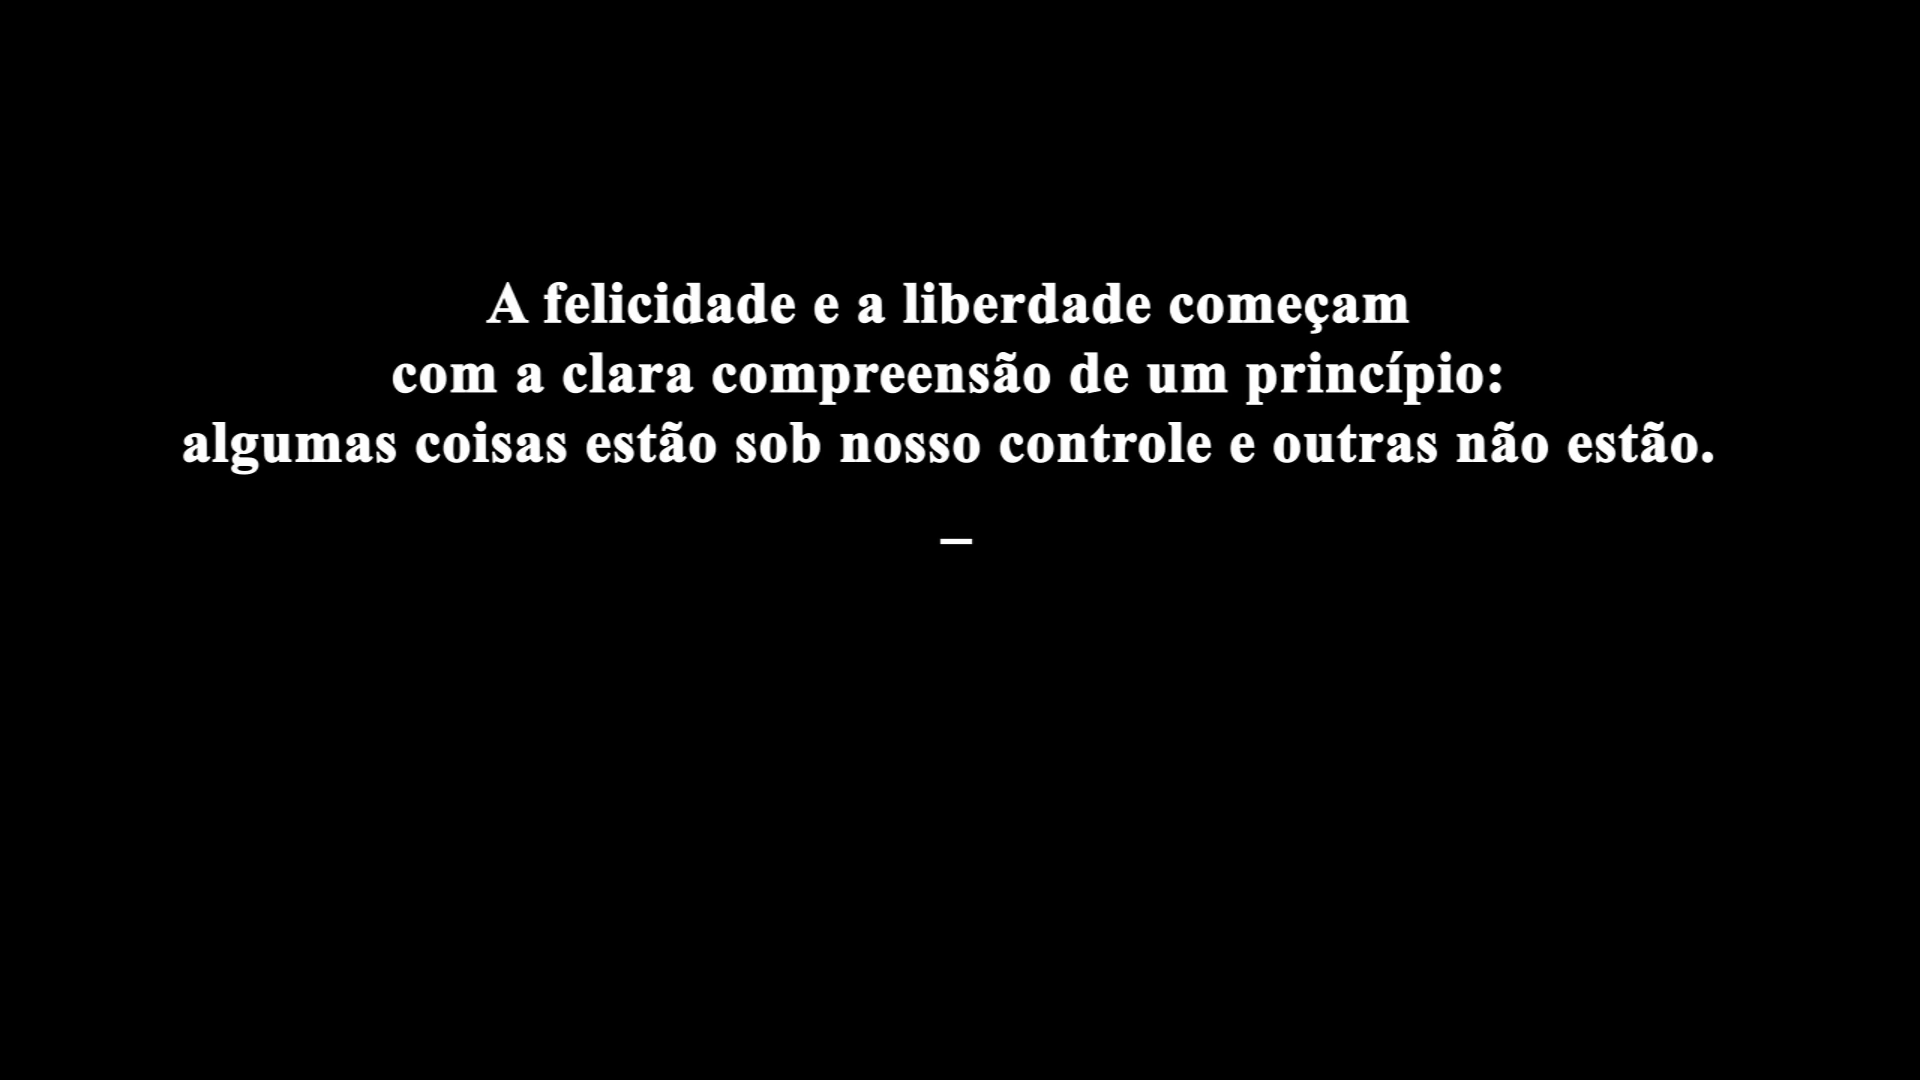 A felicidade e a liberdade começam
com a clara compreensão de um princípio:
algumas coisas estão sob nosso controle e outras não estão.
–